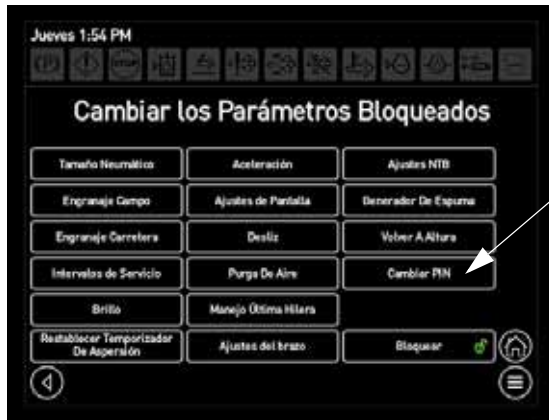 Jueves 1:54 PM
(P) STOP
Cambiar los Parámetros Bloqueados
Tamaño Neumático Aceleración Ajustes NTB
Engranaje Campo Ajustes de Pantalla Denerador De Espuma
Engranaje Carretera Desliz Volver A Altura
Intervalos de Servicio Purga De Aire Cambiar PIN
Brillo Manejo Última Hilera
Restablecer Temporizador
De Aspersión Ajustes del brazo Bloquear